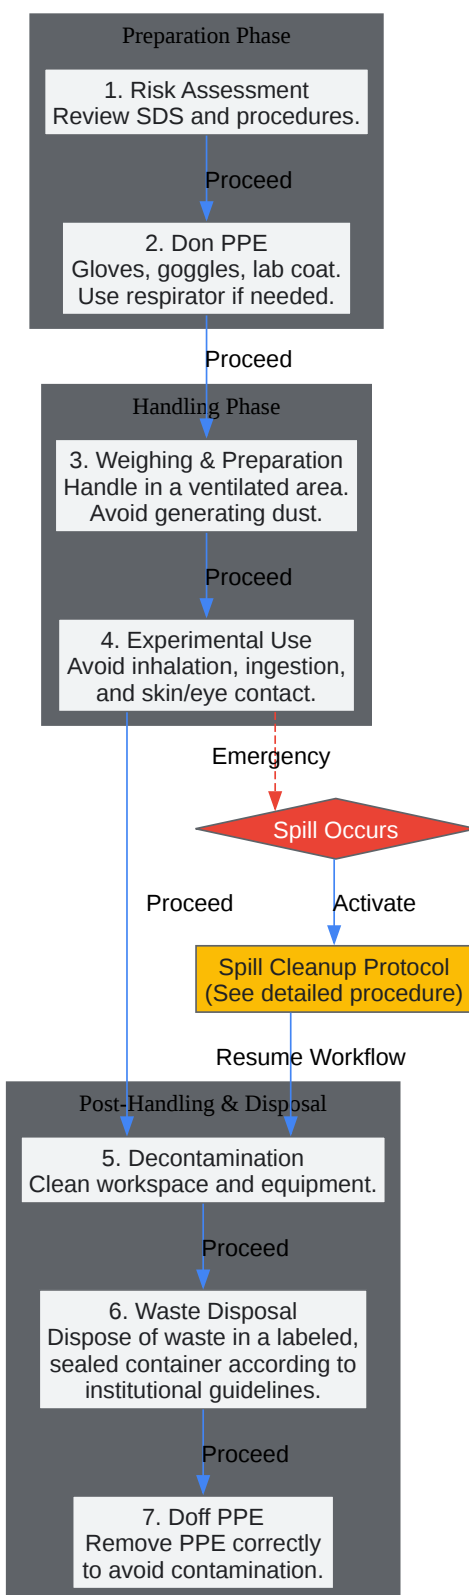 Preparation Phase
1. Risk Assessment
Review SDS and procedures.
Proceed
2. Don PPE
Gloves, goggles, lab coat.
Use respirator if needed.
Proceed
Handling Phase
3. Weighing & Preparation
Handle in a ventilated area.
Avoid generating dust.
Proceed
4. Experimental Use
Avoid inhalation, ingestion,
and skin/eye contact.
Emergency
Spill Occurs
Proceed
Activate
Spill Cleanup Protocol
(See detailed procedure)
Resume Workflow
Post-Handling & Disposal
5. Decontamination
Clean workspace and equipment.
Proceed
6. Waste Disposal
Dispose of waste in a labeled,
sealed container according to
institutional guidelines.
Proceed
7. Doff PPE
Remove PPE correctly
to avoid contamination.